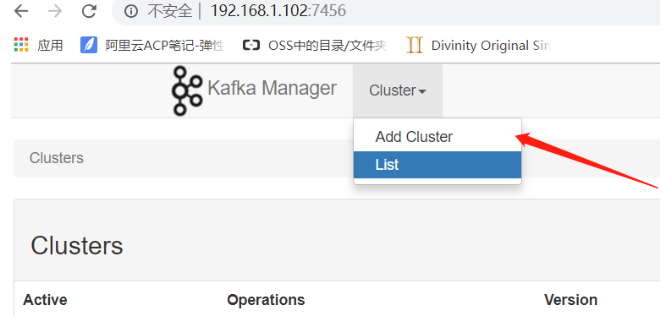 不安全 | 192.168.1.102:7456
应用 阿里云ACP笔记-弹性 OSS中的目录/文件夹 Divinity Original Sin
Kafka Manager Cluster
Add Cluster
Clusters
List
Clusters
Active Operations Version